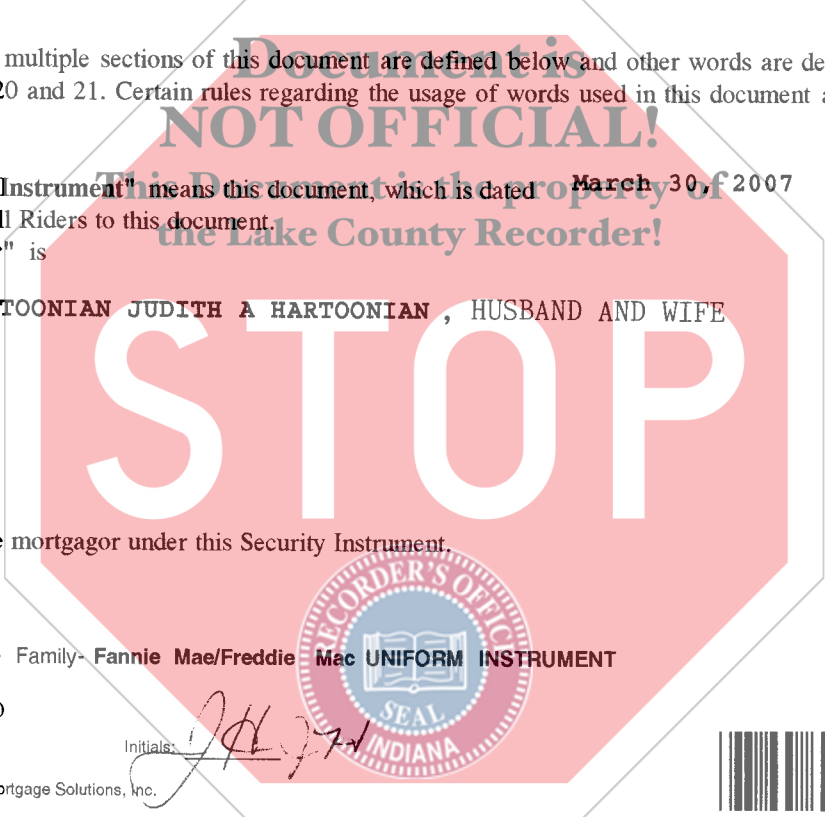 Document is
multiple sections of this document are defined below and other words are de
20 and 21. Certain rules regarding the usage of words used in this document a
NOT OFFICIAL!
Instrument" means this document, which is dated March 30, 2007
This Document is the property of
ll Riders to this document.
the Lake County Recorder!
" is
TOONIAN JUDITH A HARTOONIAN , HUSBAND AND WIFE
STOP
e mortgagor under this Security Instrument.
RECORDER'S OFFICE
Family- Fannie Mae/Freddie Mac UNIFORM INSTRUMENT
SEAL
INDIANA
Initials:
ortgage Solutions, Inc.